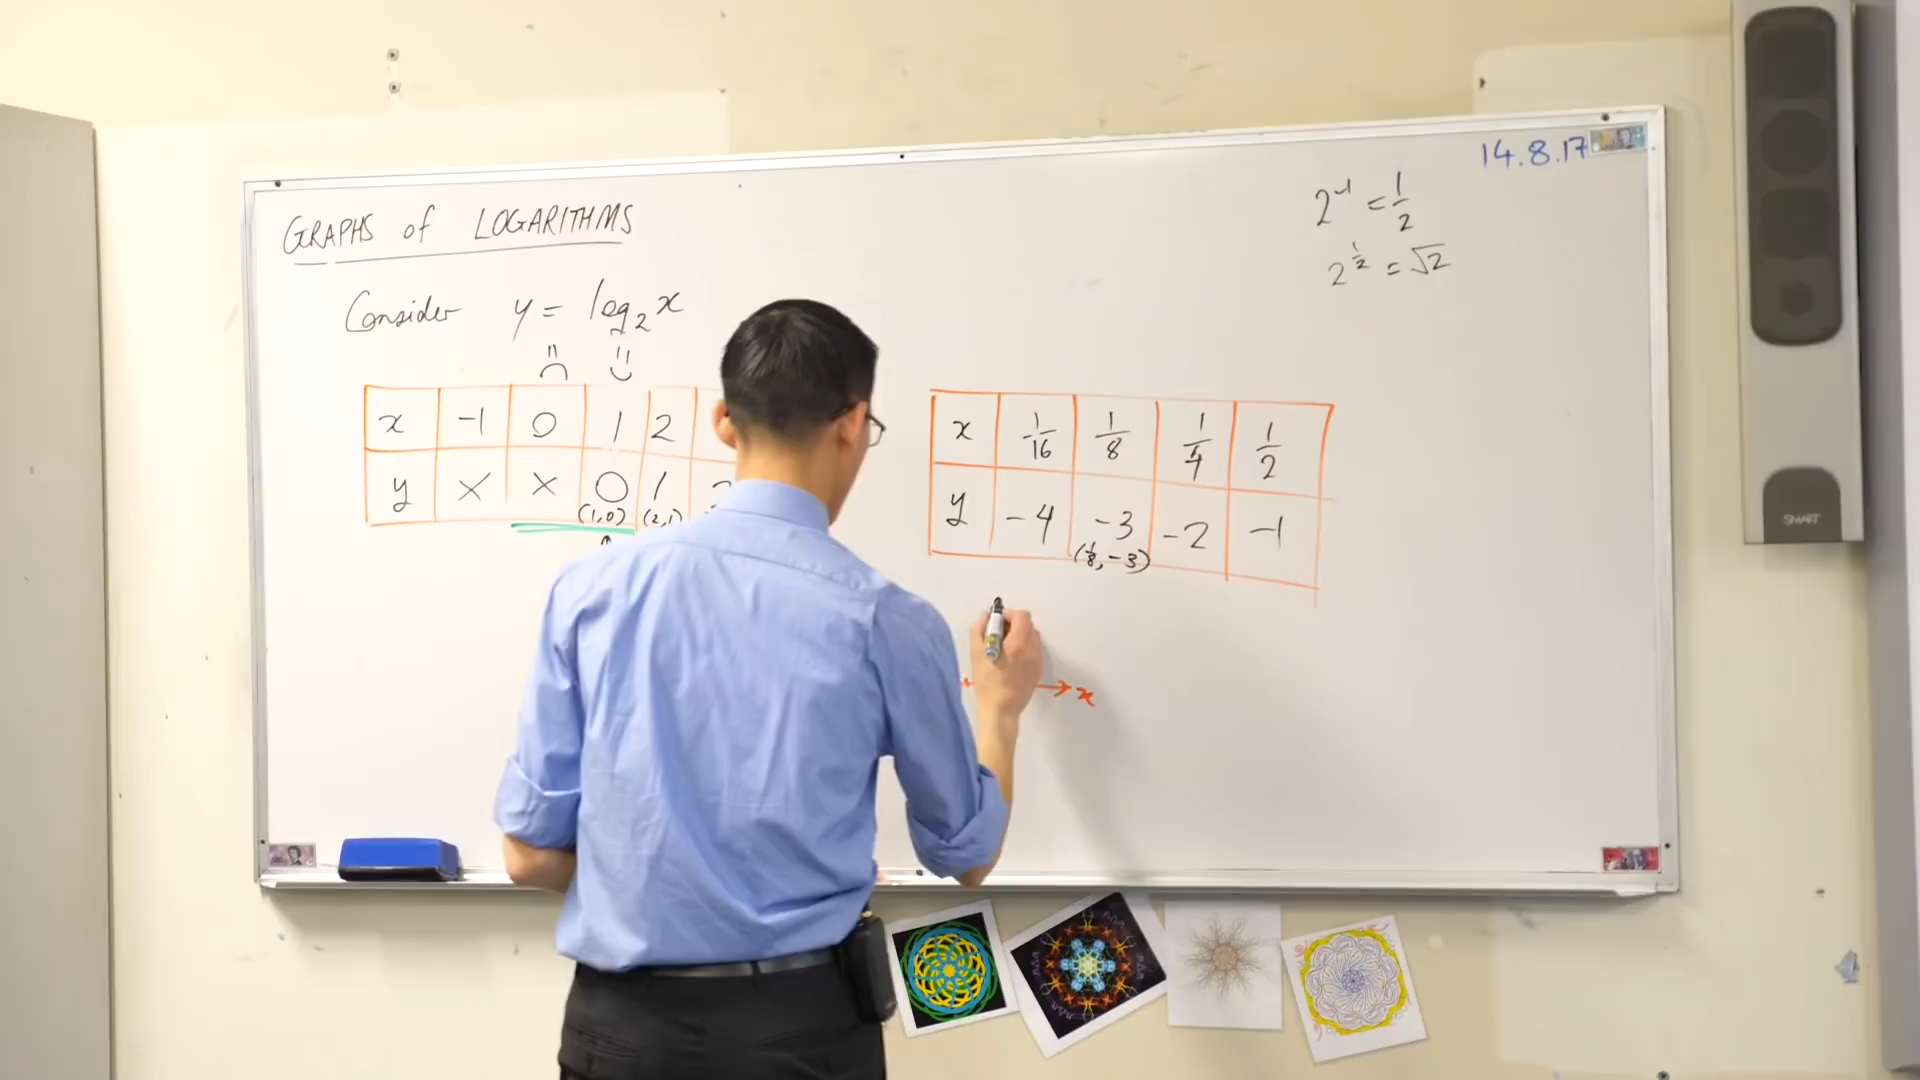 14.8.17
GRAPHS of LOGARITHMS
2⁻¹ = 1/2
2^(1/2) = √2
Consider y = log₂x
x -1 0 1 2
y × × 0 1
(1,0) (2,1)
x 1/16 1/8 1/4 1/2
y -4 -3 -2 -1
(1/8, -3)
x
SMART